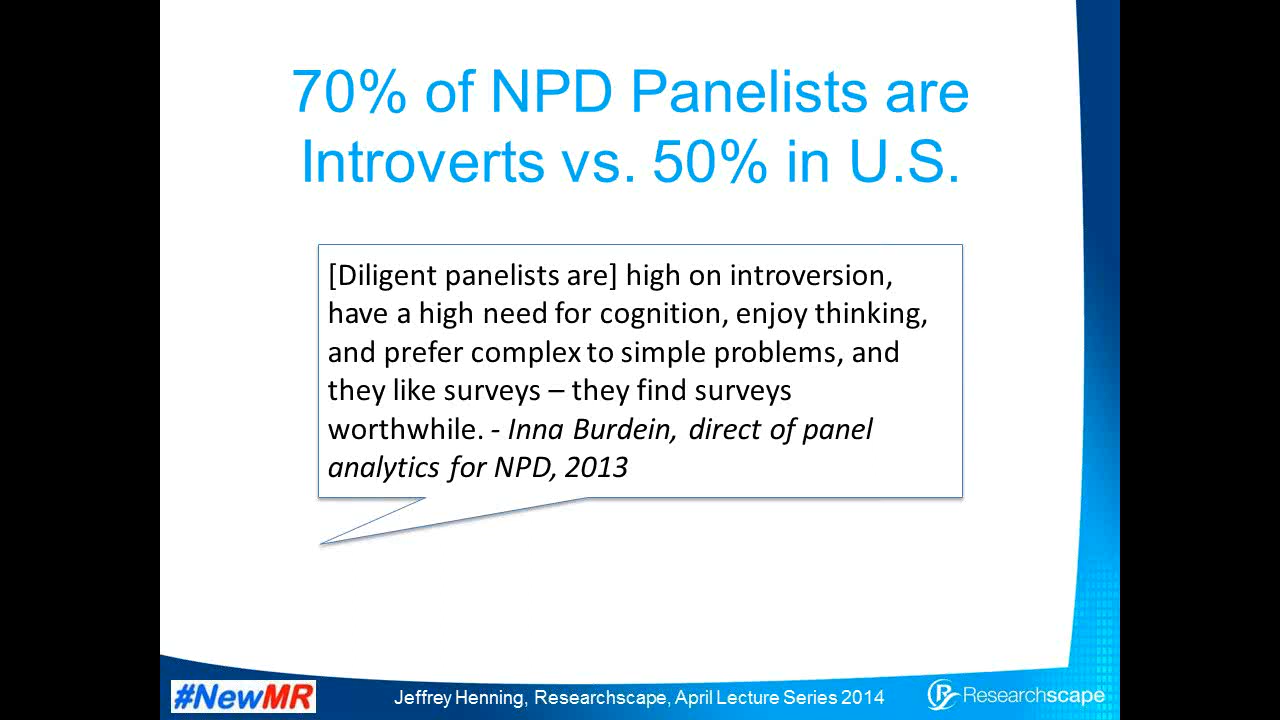 70% of NPD Panelists are
Introverts vs. 50% in U.S.
[Diligent panelists are] high on introversion,
have a high need for cognition, enjoy thinking,
and prefer complex to simple problems, and
they like surveys – they find surveys
worthwhile. - Inna Burdein, direct of panel
analytics for NPD, 2013
#NewMR
Jeffrey Henning, Researchscape, April Lecture Series 2014
Researchscape